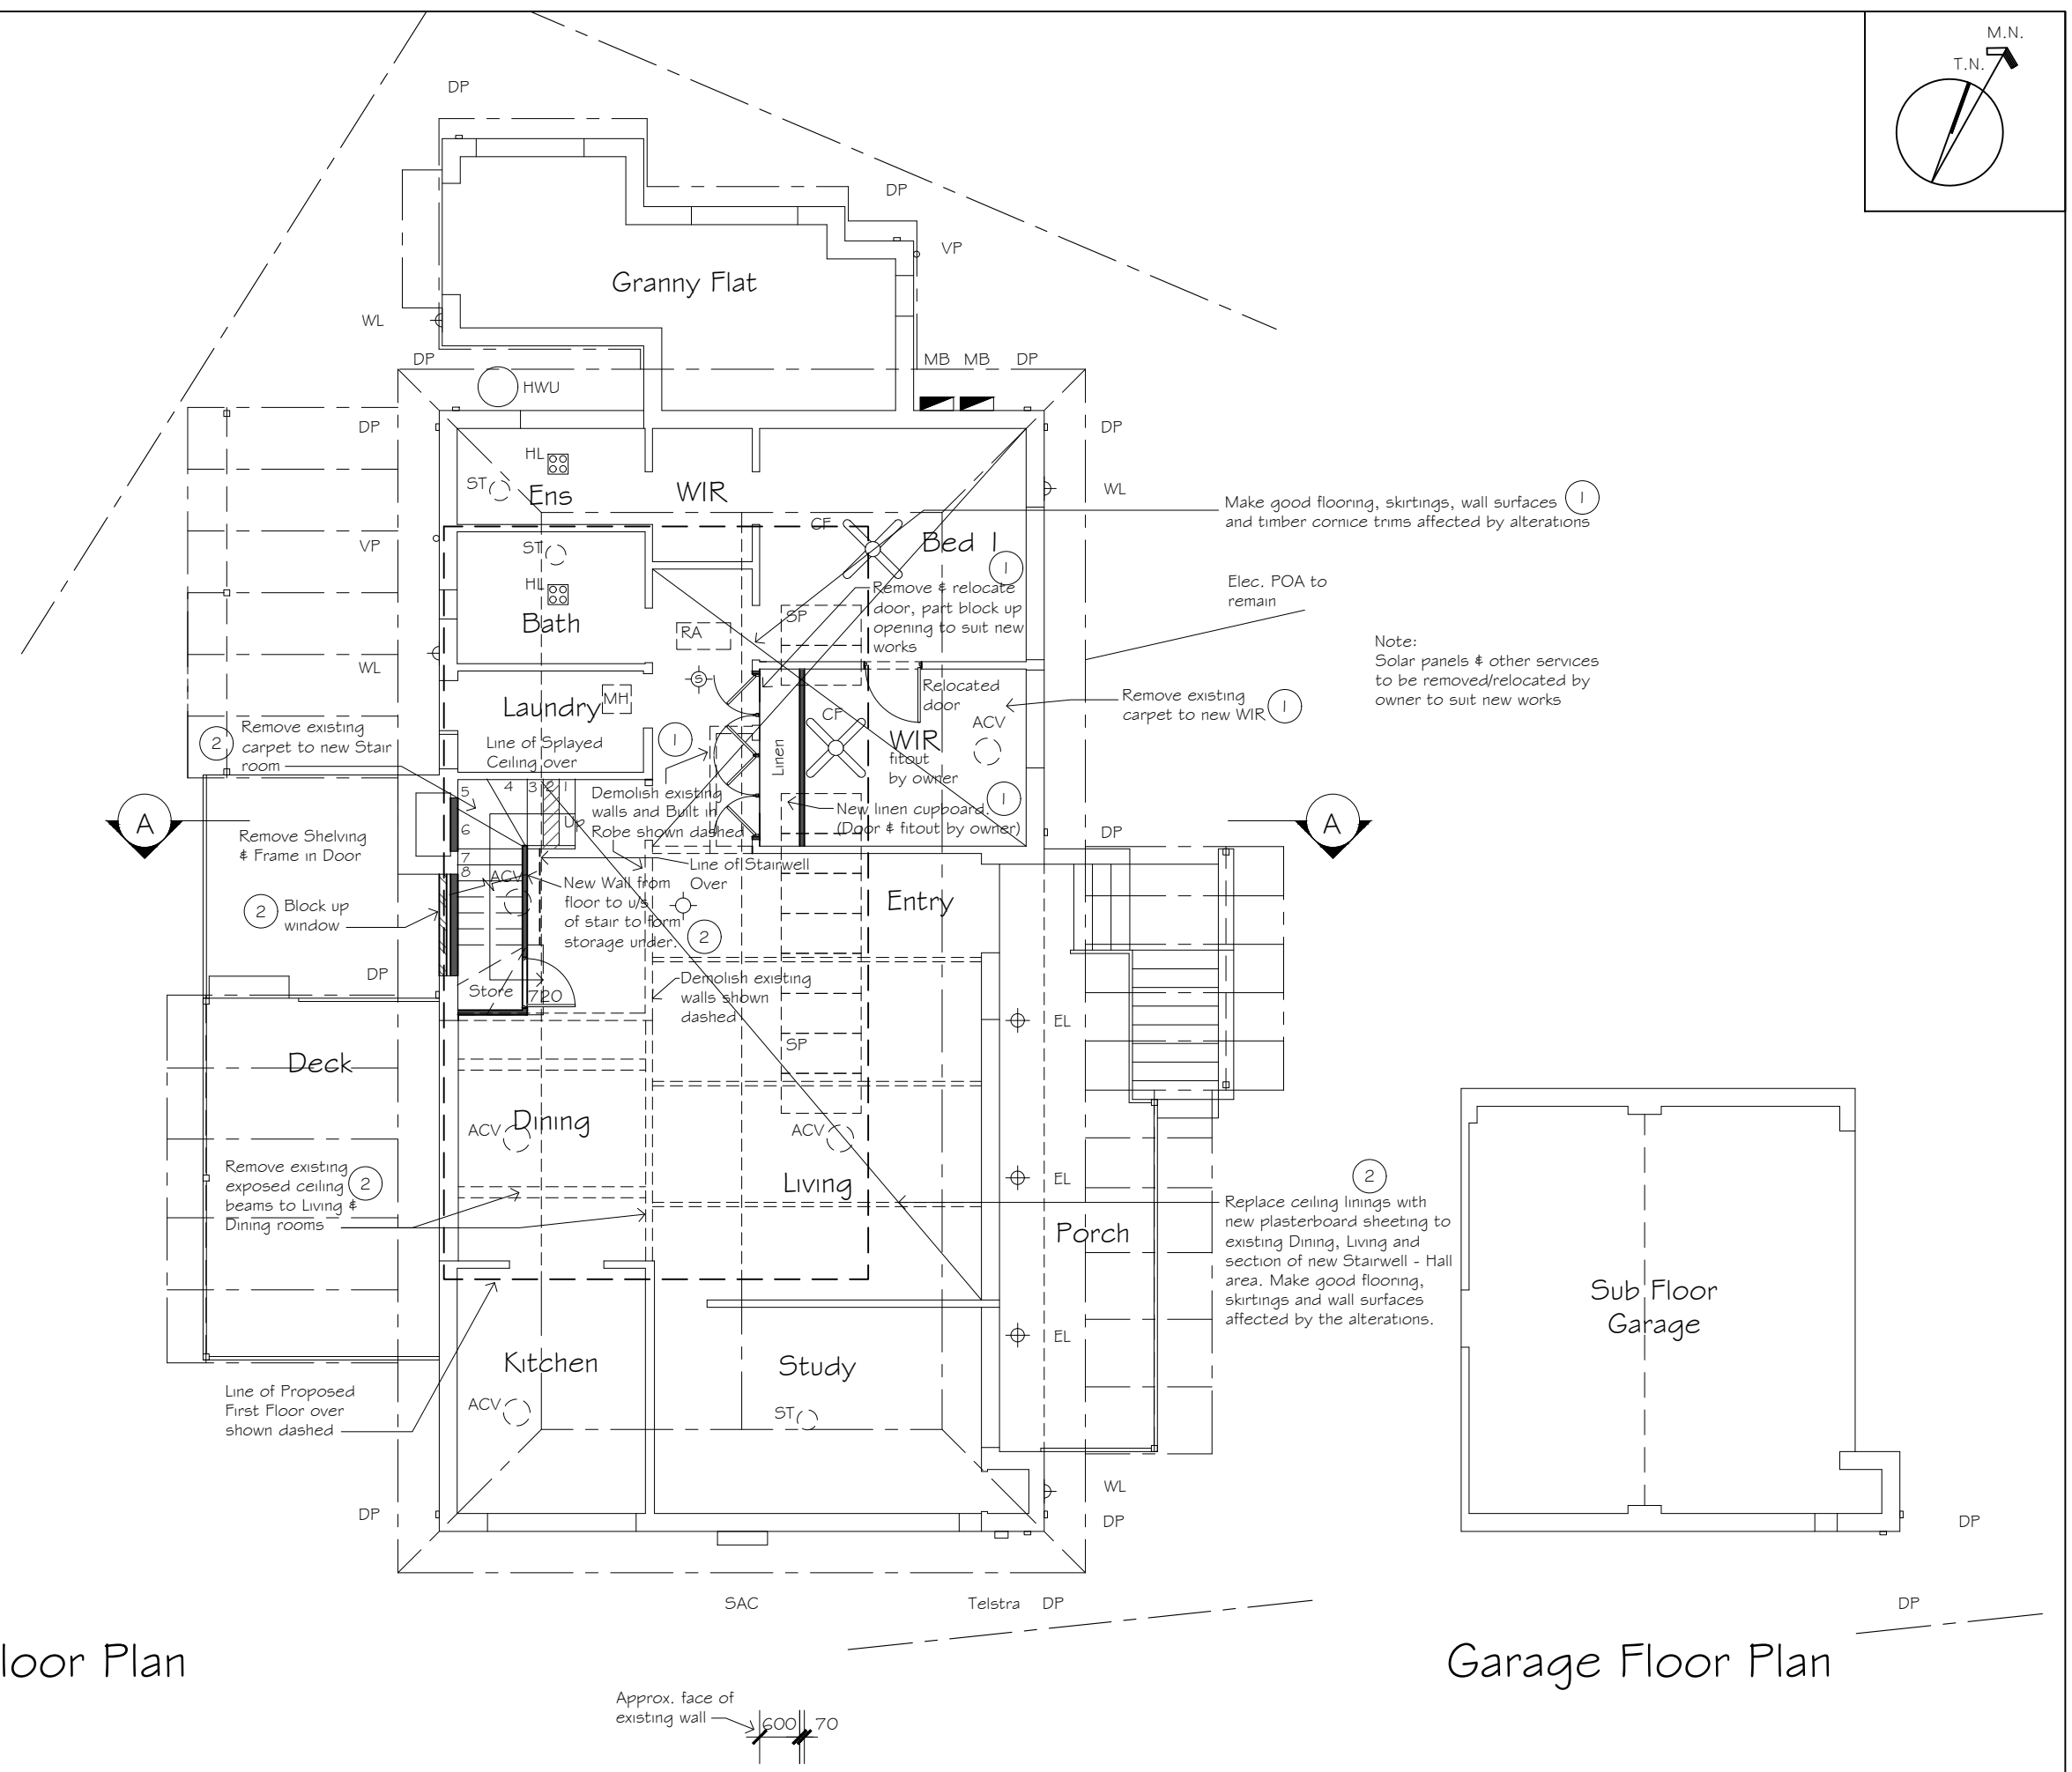 M.N.
T.N.
DP
DP
VP
Granny Flat
WL
DP
MB MB DP
HWU
DP
DP
HL
ST
Ens
WIR
WL
Make good flooring, skirtings, wall surfaces 1
and timber cornice trims affected by alterations
CF
Bed 1
1
VP
ST
HL
Bath
Remove & relocate
door, part block up
opening to suit new
works
SP
RA
Elec. POA to
remain
Note:
Solar panels & other services
to be removed/relocated by
owner to suit new works
WL
S
Laundry
MH
Relocated
door
Remove existing
carpet to new WIR 1
ACV
CF
WIR
fitout
by owner
Linen
2
Remove existing
carpet to new Stair
room
Line of Splayed
Ceiling over
1
5 4 3 2 1
6
7
8
Up
Demolish existing
walls and Built in
Robe shown dashed
New linen cupboard.
(Door & fitout by owner)
1
A
A
DP
Remove Shelving
& Frame in Door
Line of Stairwell
Over
ACV
New Wall from
floor to u/s
of stair to form
storage under.
2
Entry
2
Block up
window
DP
Store
720
Demolish existing
walls shown
dashed
EL
SP
Deck
Dining
ACV
ACV
Living
EL
Remove existing
exposed ceiling
beams to Living &
Dining rooms
2
2
Replace ceiling linings with
new plasterboard sheeting to
existing Dining, Living and
section of new Stairwell - Hall
area. Make good flooring,
skirtings and wall surfaces
affected by the alterations.
Porch
EL
Sub Floor
Garage
Kitchen
Study
ACV
ST
Line of Proposed
First Floor over
shown dashed
WL
DP
DP
DP
SAC
Telstra DP
DP
loor Plan
Garage Floor Plan
Approx. face of
existing wall
600 70